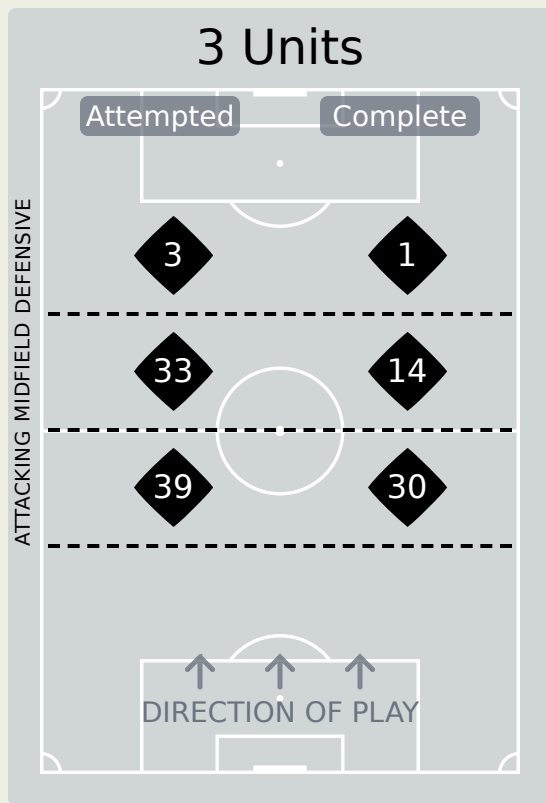 3 Units
Attempted Complete
ATTACKING MIDFIELD DEFENSIVE
3 1
33 14
39 30
DIRECTION OF PLAY